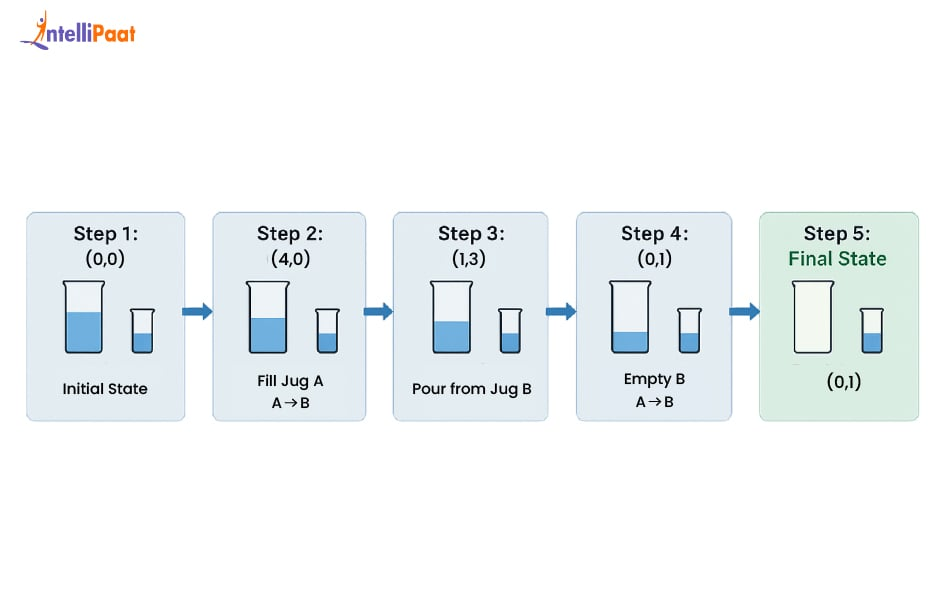 IntelliPaat
Step 1:
(0,0)
Initial State
Step 2:
(4,0)
Fill Jug A
A→B
Step 3:
(1,3)
Pour from Jug B
Step 4:
(0,1)
Empty B
A→B
Step 5:
Final State
(0,1)